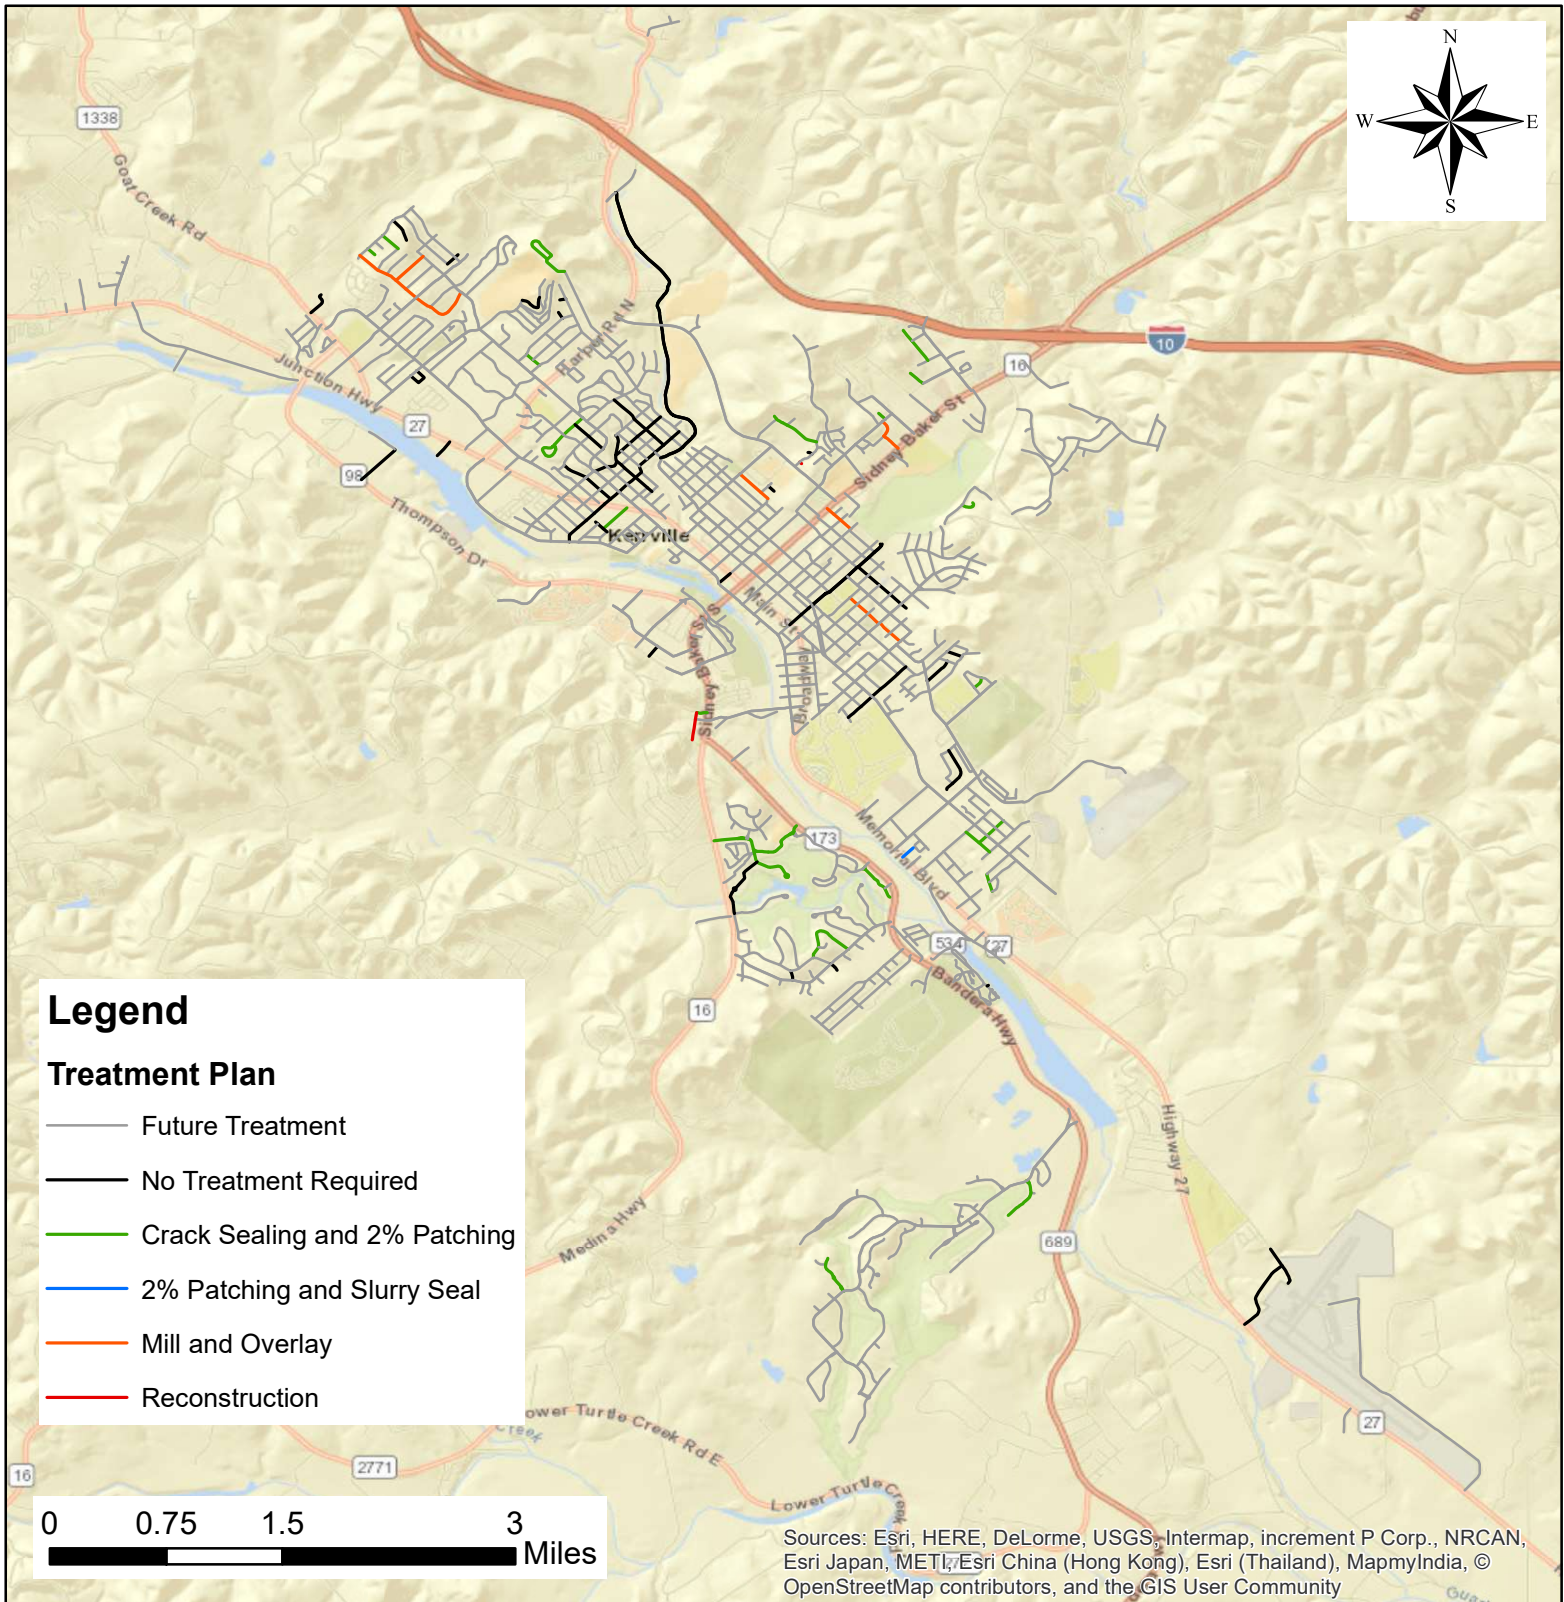 N
W
E
S
1338
Goat Creek Rd
Harper Rd N
10
16
Junction Hwy
27
Sidney Baker St
98
Thompson Dr
Kerrville
Main St
Sidney Baker St S
Broadway
173
Memorial Blvd
534
27
Bandera Hwy
16
Highway 27
Medina Hwy
689
27
Legend
Treatment Plan
Future Treatment
No Treatment Required
Crack Sealing and 2% Patching
2% Patching and Slurry Seal
Mill and Overlay
Reconstruction
ower Turtle Creek Rd E
Creek
2771
16
Lower Turtle Creek
0 0.75 1.5 3
Miles
Sources: Esri, HERE, DeLorme, USGS, Intermap, increment P Corp., NRCAN,
Esri Japan, METI, Esri China (Hong Kong), Esri (Thailand), MapmyIndia, ©
OpenStreetMap contributors, and the GIS User Community